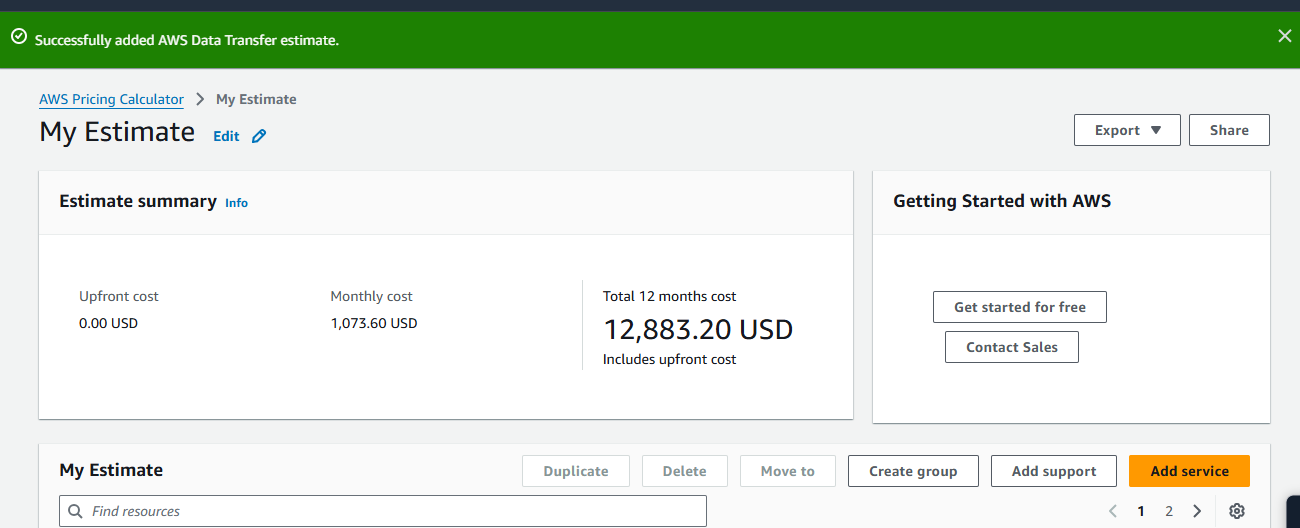 Successfully added AWS Data Transfer estimate.
AWS Pricing Calculator > My Estimate
My Estimate Edit
Export Share
Estimate summary Info
Getting Started with AWS
Upfront cost
0.00 USD
Monthly cost
1,073.60 USD
Total 12 months cost
12,883.20 USD
Includes upfront cost
Get started for free
Contact Sales
My Estimate
Duplicate Delete Move to Create group Add support Add service
Find resources
1 2